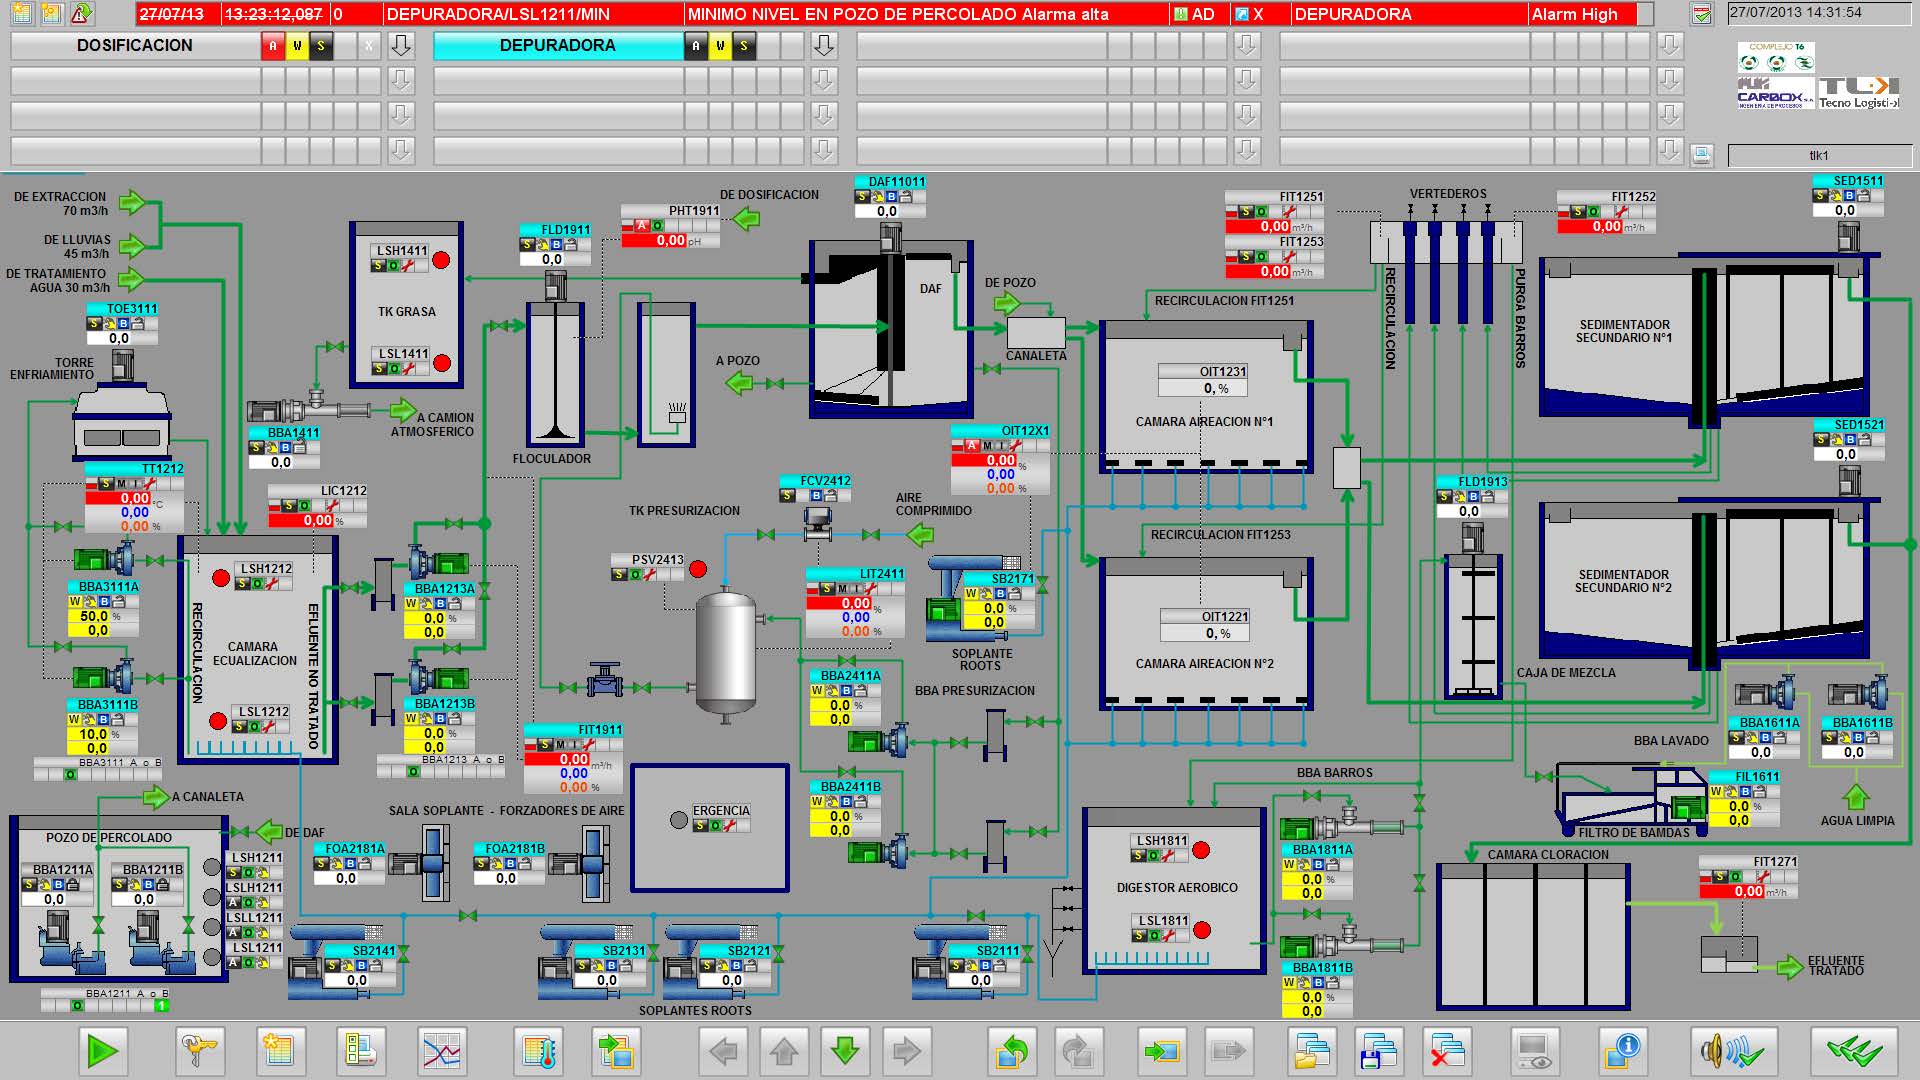 27/07/13 13:23:12,087 0 DEPURADORA/LSL1211/MIN MINIMO NIVEL EN POZO DE PERCOLADO Alarma alta AD X DEPURADORA Alarm High 27/07/2013 14:31:54
DOSIFICACION A W S X DEPURADORA A W S
COMPLEJO T6
CARBOX
TLK
tlk1
DE EXTRACCION
70 m3/h
DE LLUVIAS
45 m3/h
DE TRATAMIENTO
AGUA 30 m3/h
TOE3111
0,0
TORRE
ENFRIAMIENTO
TT1212
0,00 °C
0,00
0,00 %
LIC1212
0,00 %
BBA3111A
50,0 %
0,0
BBA3111B
10,0 %
0,0
BBA3111 A o B
LSH1212
RECIRCULACION
CAMARA
ECUALIZACION
EFLUENTE NO TRATADO
LSL1212
LSH1411
TK GRASA
LSL1411
BBA1411
0,0
A CAMION
ATMOSFERICO
BBA1213A
0,0 %
0,0
BBA1213B
0,0 %
0,0
BBA1213 A o B
FLD1911
0,0
FLOCULADOR
PHT1911
0,00 pH
DE DOSIFICACION
DAF11011
0,0
DAF
A POZO
DE POZO
CANALETA
FIT1911
0,00 m³/h
0,00
0,00 %
TK PRESURIZACION
PSV2413
FCV2412
AIRE
COMPRIMIDO
LIT2411
0,00 %
0,00
0,00 %
OIT12X1
0,00 %
0,00
0,00 %
SB2171
0,0 %
0,0
SOPLANTE
ROOTS
BBA2411A
0,0 %
0,0
BBA PRESURIZACION
BBA2411B
0,0 %
0,0
FIT1251
0,00 m³/h
FIT1253
0,00 m³/h
VERTEDEROS
FIT1252
0,00 m³/h
RECIRCULACION FIT1251
RECIRCULACION
PURGA BARROS
OIT1231
0, %
CAMARA AIREACION N°1
RECIRCULACION FIT1253
OIT1221
0, %
CAMARA AIREACION N°2
SED1511
0,0
SEDIMENTADOR
SECUNDARIO N°1
SED1521
0,0
SEDIMENTADOR
SECUNDARIO N°2
FLD1913
0,0
CAJA DE MEZCLA
BBA1611A
0,0
BBA1611B
0,0
BBA LAVADO
FIL1611
0,0 %
0,0
FILTRO DE BANDAS
AGUA LIMPIA
A CANALETA
POZO DE PERCOLADO
DE DAF
BBA1211A
0,0
BBA1211B
0,0
LSH1211
LSLH1211
LSLL1211
LSL1211
BBA1211 A o B
1
SALA SOPLANTE - FORZADORES DE AIRE
FOA2181A
0,0
FOA2181B
0,0
ERGENCIA
SB2141
0,0
SB2131
0,0
SB2121
0,0
SB2111
0,0
SOPLANTES ROOTS
LSH1811
DIGESTOR AEROBICO
LSL1811
BBA BARROS
BBA1811A
0,0 %
0,0
BBA1811B
0,0 %
0,0
CAMARA CLORACION
FIT1271
0,00 m³/h
EFLUENTE
TRATADO